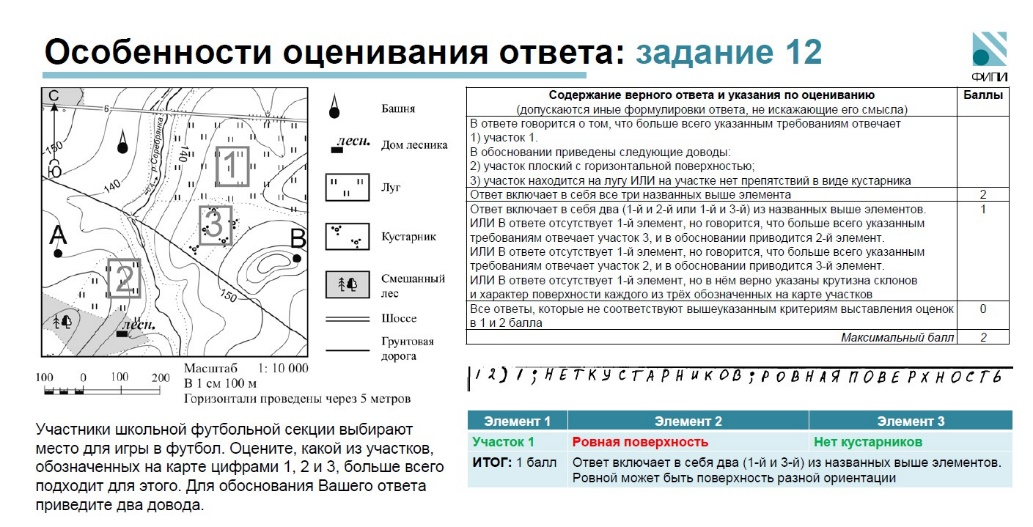 Особенности оценивания ответа: задание 12
ФИПИ
С
Ю
150
140
140
150
6
6
р. Серебрянка
1
2
3
А
В
лесн.
Башня
лесн.
Дом лесника
Луг
Кустарник
Смешанный
лес
Шоссе
Грунтовая
дорога
100 0 100 200
Масштаб 1: 10 000
В 1 см 100 м
Горизонтали проведены через 5 метров
Участники школьной футбольной секции выбирают
место для игры в футбол. Оцените, какой из участков,
обозначенных на карте цифрами 1, 2 и 3, больше всего
подходит для этого. Для обоснования Вашего ответа
приведите два довода.
Содержание верного ответа и указания по оцениванию Баллы
(допускаются иные формулировки ответа, не искажающие его смысла)
В ответе говорится о том, что больше всего указанным требованиям отвечает
1) участок 1.
В обосновании приведены следующие доводы:
2) участок плоский с горизонтальной поверхностью;
3) участок находится на лугу ИЛИ на участке нет препятствий в виде кустарника
Ответ включает в себя все три названных выше элемента 2
Ответ включает в себя два (1-й и 2-й или 1-й и 3-й) из названных выше элементов. 1
ИЛИ В ответе отсутствует 1-й элемент, но говорится, что больше всего указанным
требованиям отвечает участок 3, и в обосновании приводится 2-й элемент.
ИЛИ В ответе отсутствует 1-й элемент, но говорится, что больше всего указанным
требованиям отвечает участок 2, и в обосновании приводится 3-й элемент.
ИЛИ В ответе отсутствует 1-й элемент, но в нём верно указаны крутизна склонов
и характер поверхности каждого из трёх обозначенных на карте участков
Все ответы, которые не соответствуют вышеуказанным критериям выставления оценок 0
в 1 и 2 балла
Максимальный балл 2
12) 1; НЕТ КУСТАРНИКОВ; РОВНАЯ ПОВЕРХНОСТЬ
Элемент 1 Элемент 2 Элемент 3
Участок 1 Ровная поверхность Нет кустарников
ИТОГ: 1 балл Ответ включает в себя два (1-й и 3-й) из названных выше элементов.
Ровной может быть поверхность разной ориентации